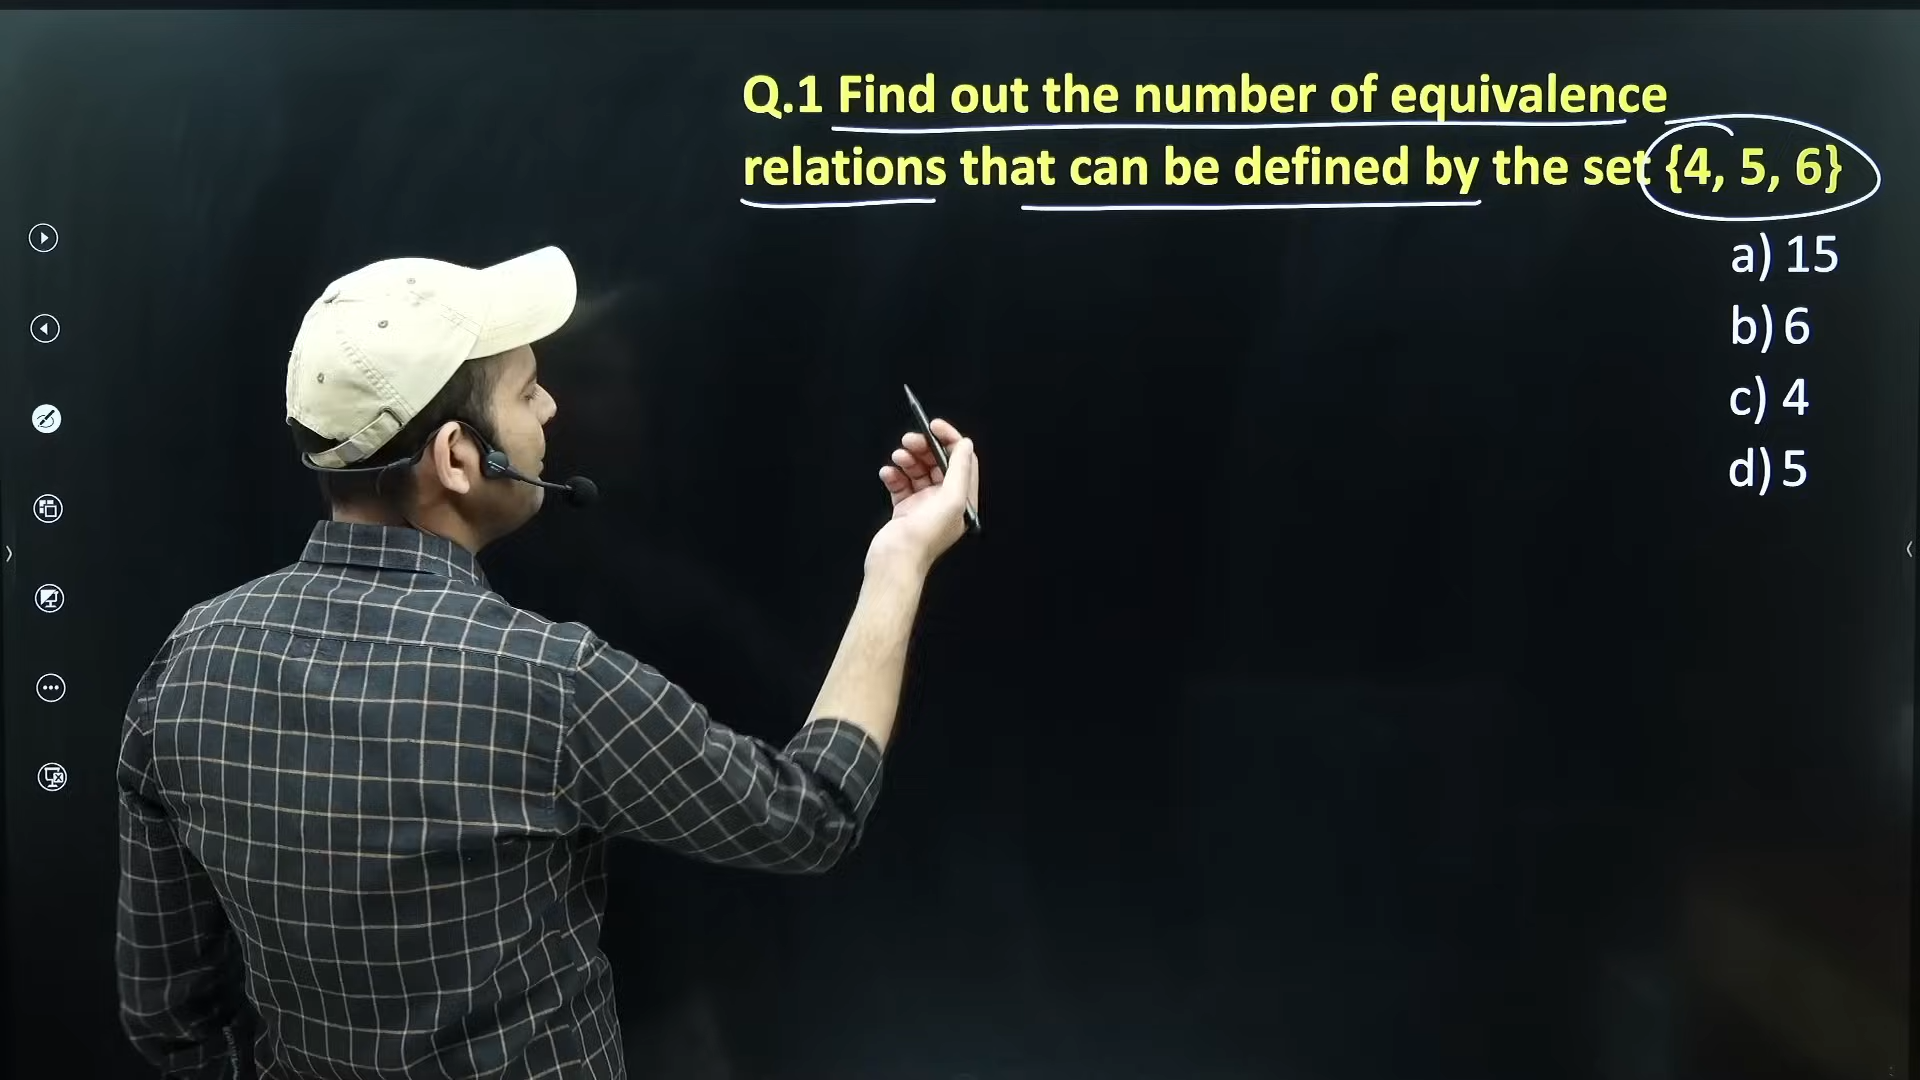 Q.1 Find out the number of equivalence
relations that can be defined by the set {4, 5, 6}
a) 15
b) 6
c) 4
d) 5